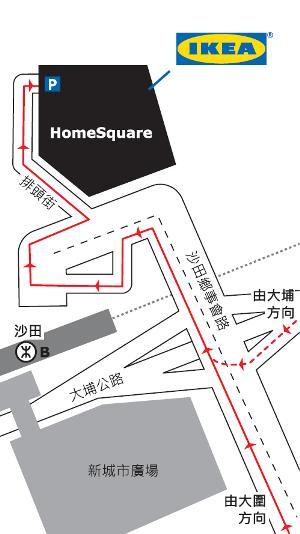 IKEA®
P
HomeSquare
排頭街
沙田鄉事會路
由大埔
方向
沙田
B
大埔公路
新城市廣場
由大圍
方向